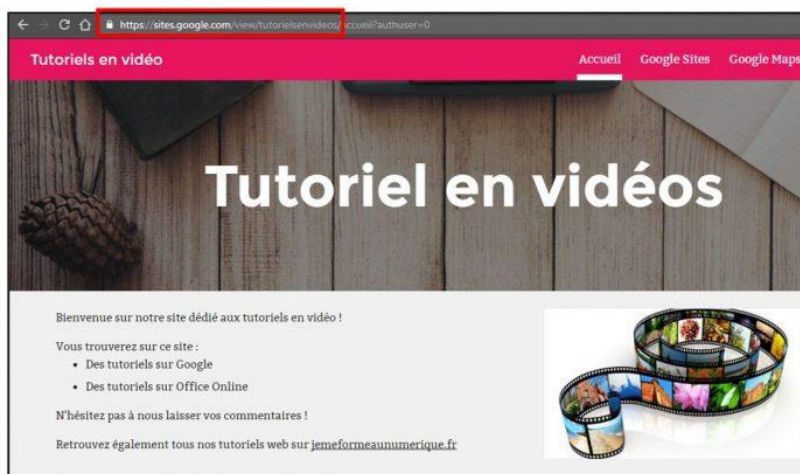 https://sites.google.com/view/tutorielsenvideos/accueil?authuser=0
Tutoriels en vidéo
Accueil Google Sites Google Maps
Tutoriel en vidéos
Bienvenue sur notre site dédié aux tutoriels en vidéo !
Vous trouverez sur ce site :
• Des tutoriels sur Google
• Des tutoriels sur Office Online
N'hésitez pas à nous laisser vos commentaires !
Retrouvez également tous nos tutoriels web sur jemeformeaunumerique.fr